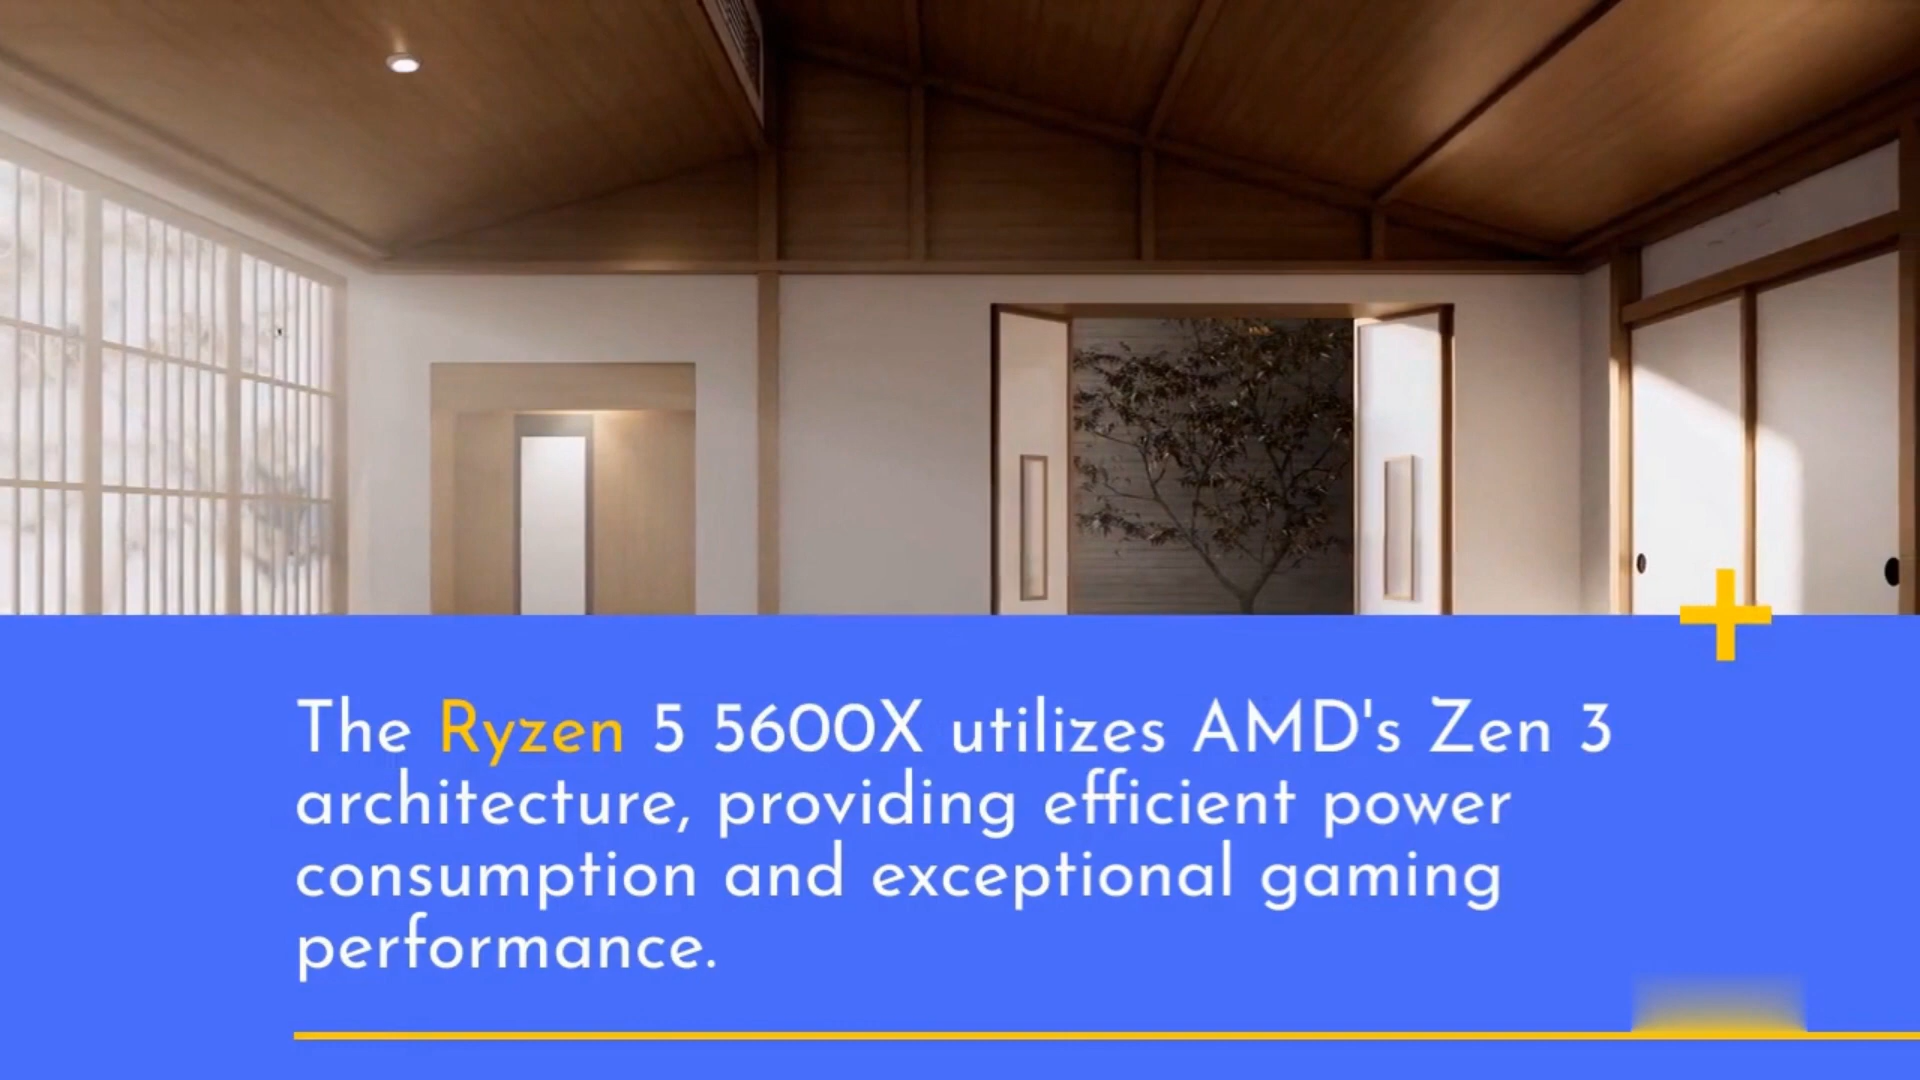 The Ryzen 5 5600X utilizes AMD's Zen 3
architecture, providing efficient power
consumption and exceptional gaming
performance.